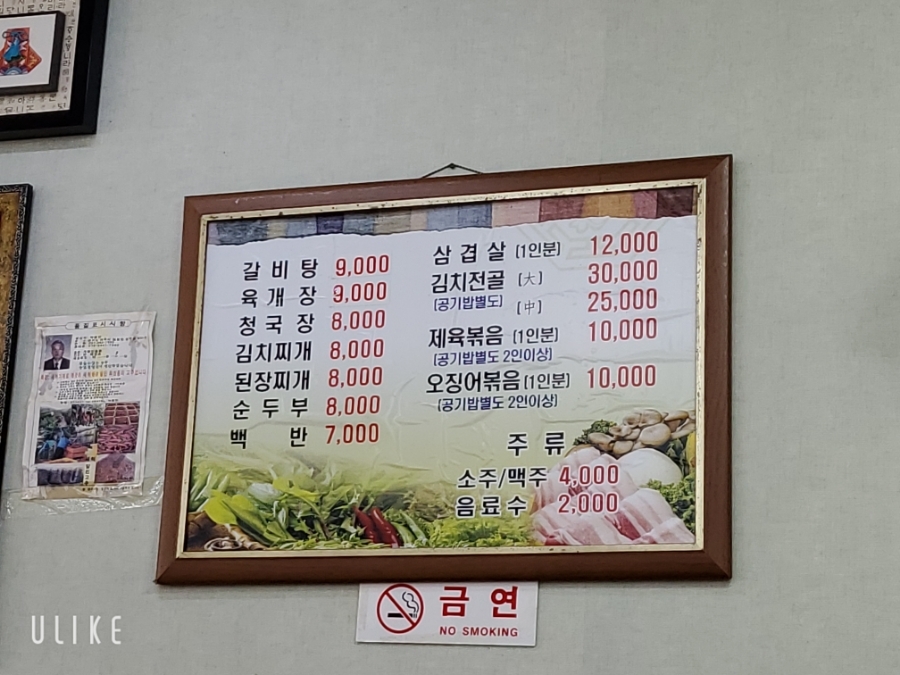 갈비탕 9,000
육개장 9,000
청국장 8,000
김치찌개 8,000
된장찌개 8,000
순두부 8,000
백반 7,000
삼겹살 (1인분) 12,000
김치전골 (大) 30,000
(공기밥별도) (中) 25,000
제육볶음 (1인분) 10,000
(공기밥별도 2인이상)
오징어볶음 (1인분) 10,000
(공기밥별도 2인이상)
주류
소주/맥주 4,000
음료수 2,000
금연
NO SMOKING
ULIKE